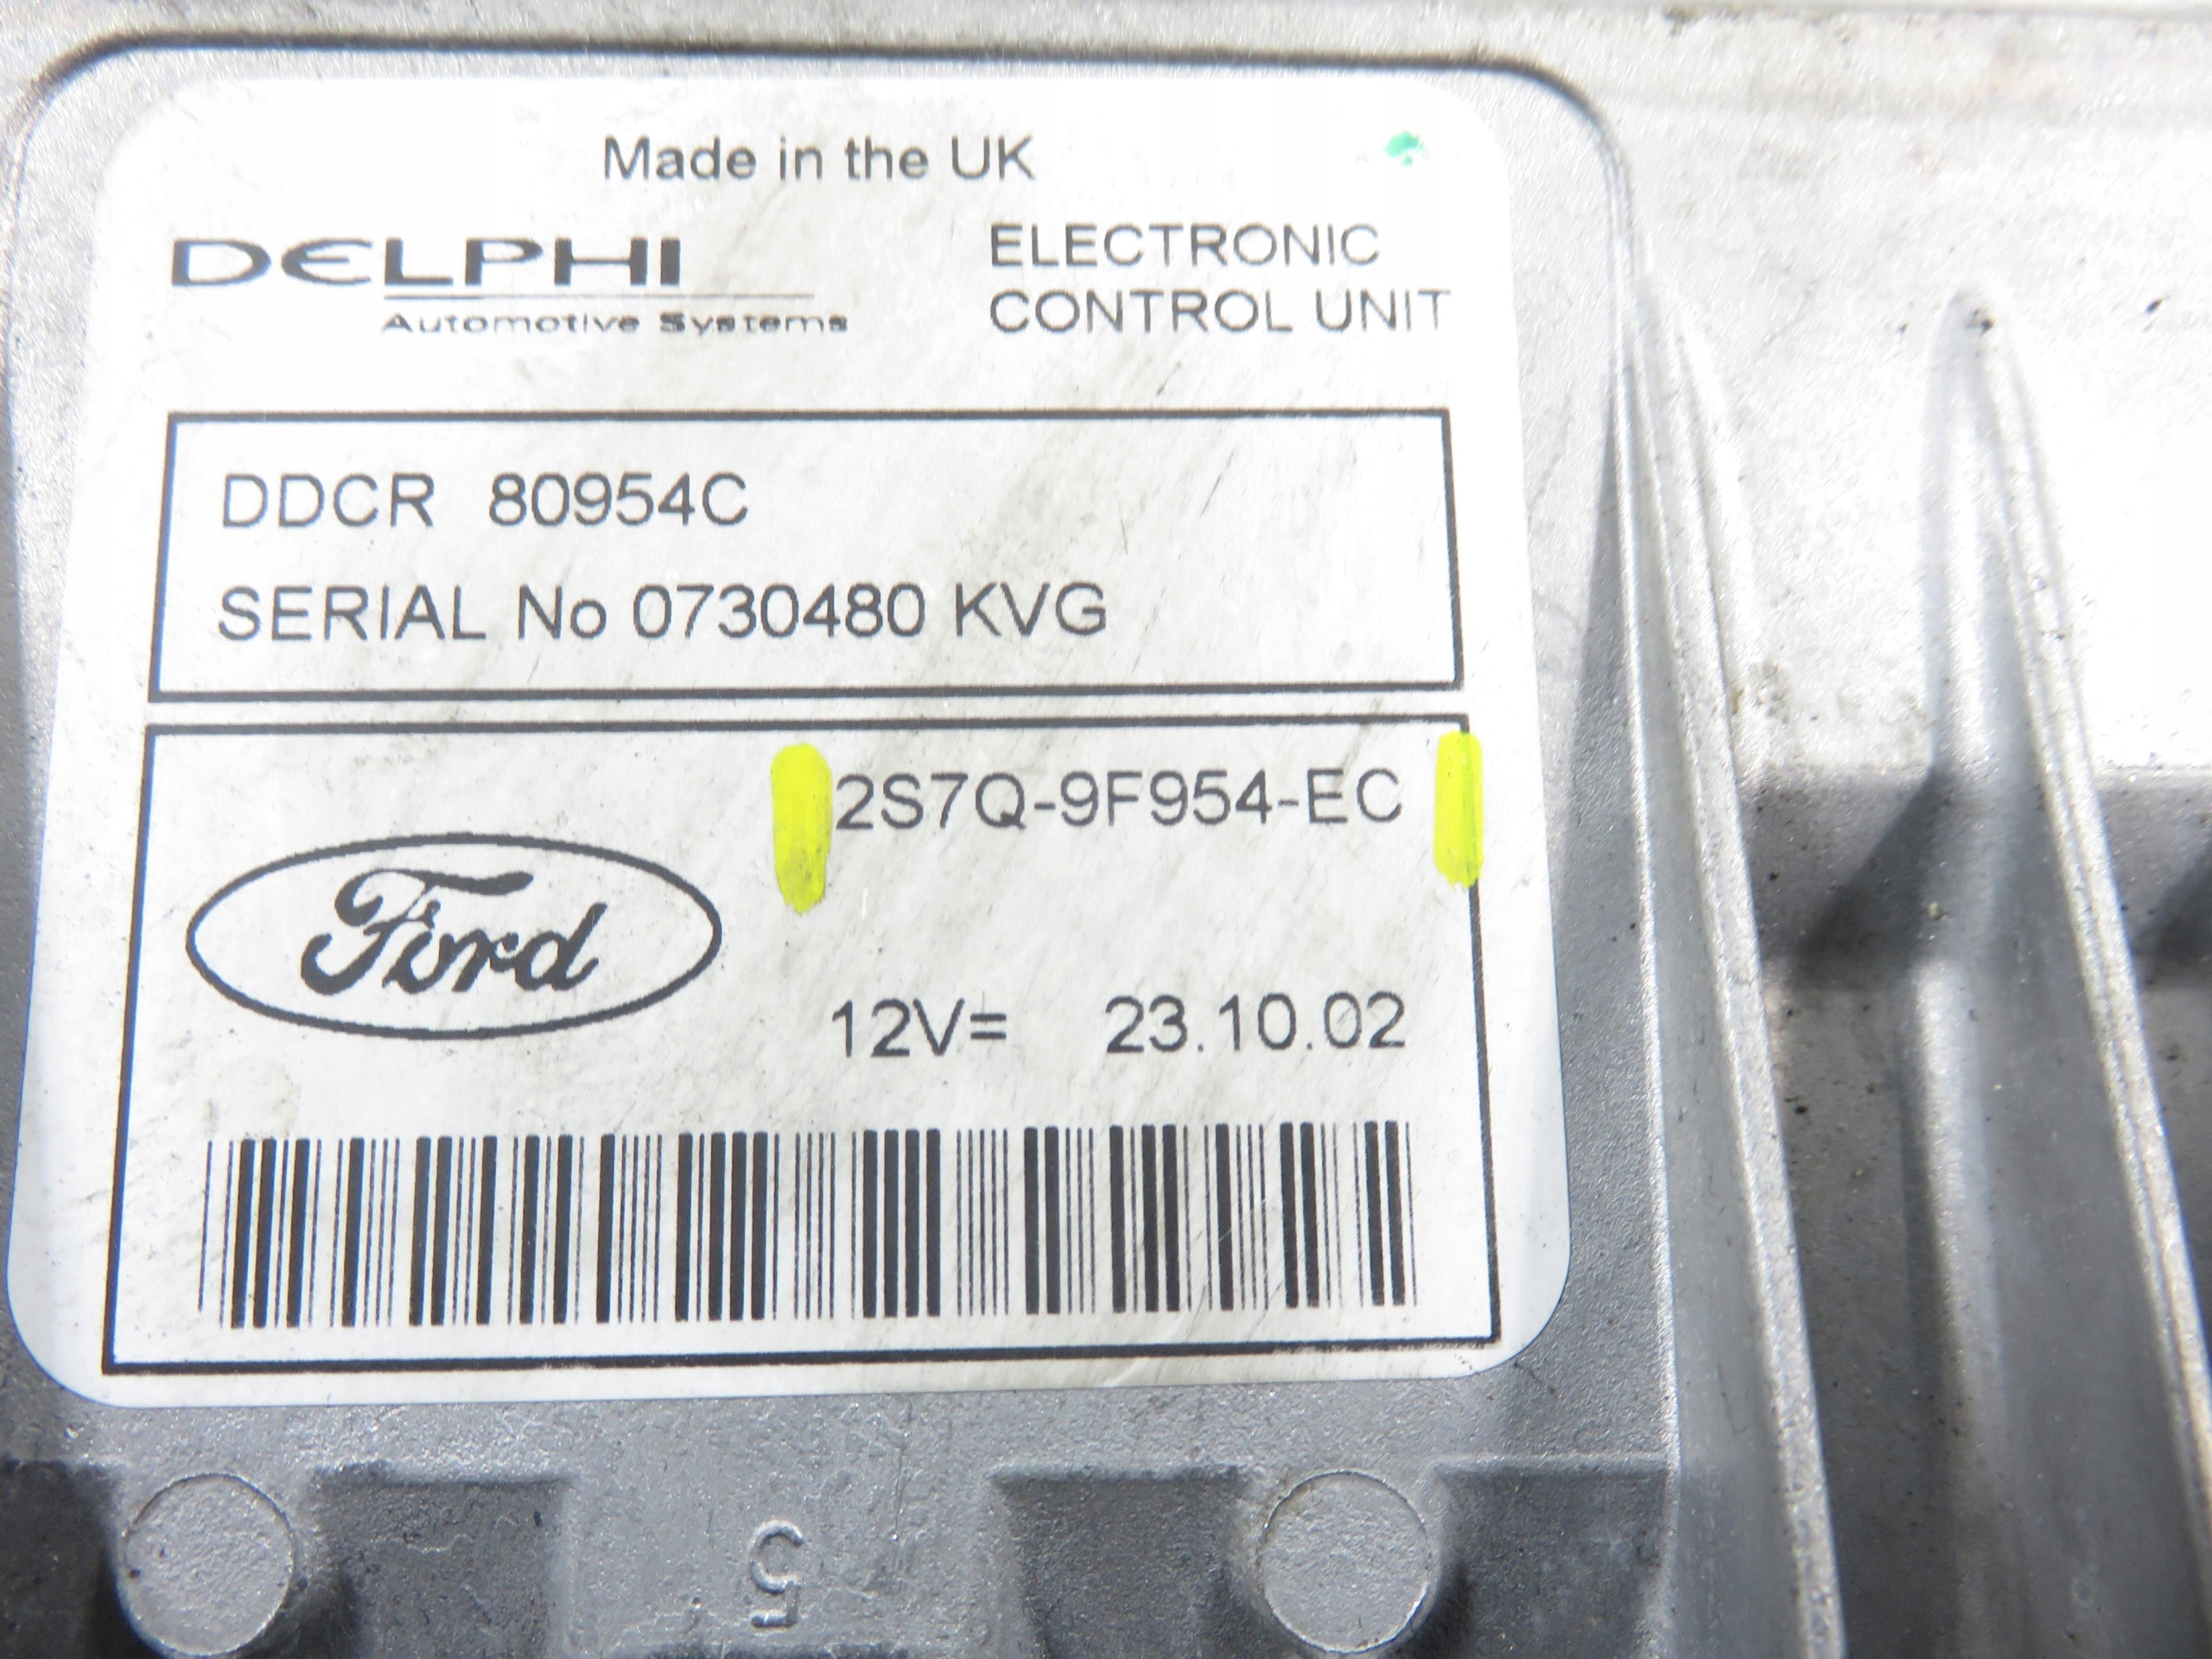 Made in the UK
DELPHI
Automotive Systems
ELECTRONIC
CONTROL UNIT
DDCR 80954C
SERIAL No 0730480 KVG
2S7Q-9F954-EC
Ford
12V= 23.10.02
5